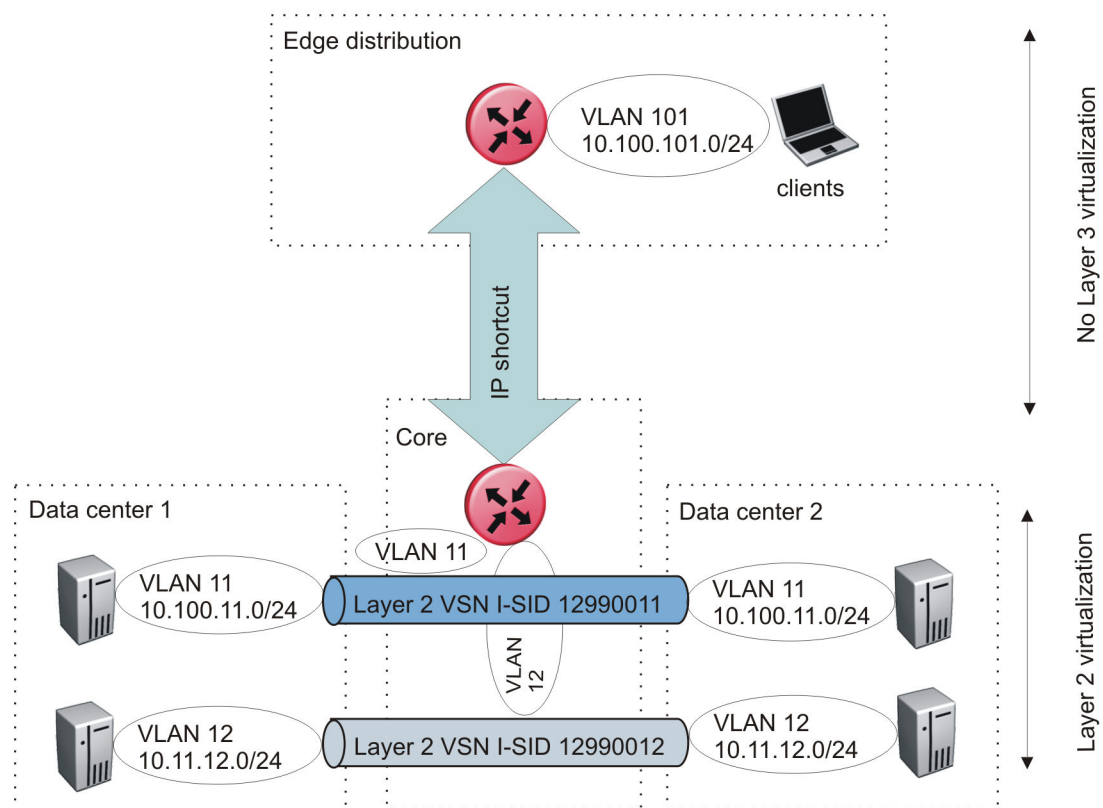 Edge distribution
VLAN 101
10.100.101.0/24
clients
No Layer 3 virtualization
IP shortcut
Core
Data center 1
Data center 2
VLAN 11
VLAN 11
10.100.11.0/24
Layer 2 VSN I-SID 12990011
VLAN 11
10.100.11.0/24
VLAN
12
VLAN 12
10.11.12.0/24
Layer 2 VSN I-SID 12990012
VLAN 12
10.11.12.0/24
Layer 2 virtualization